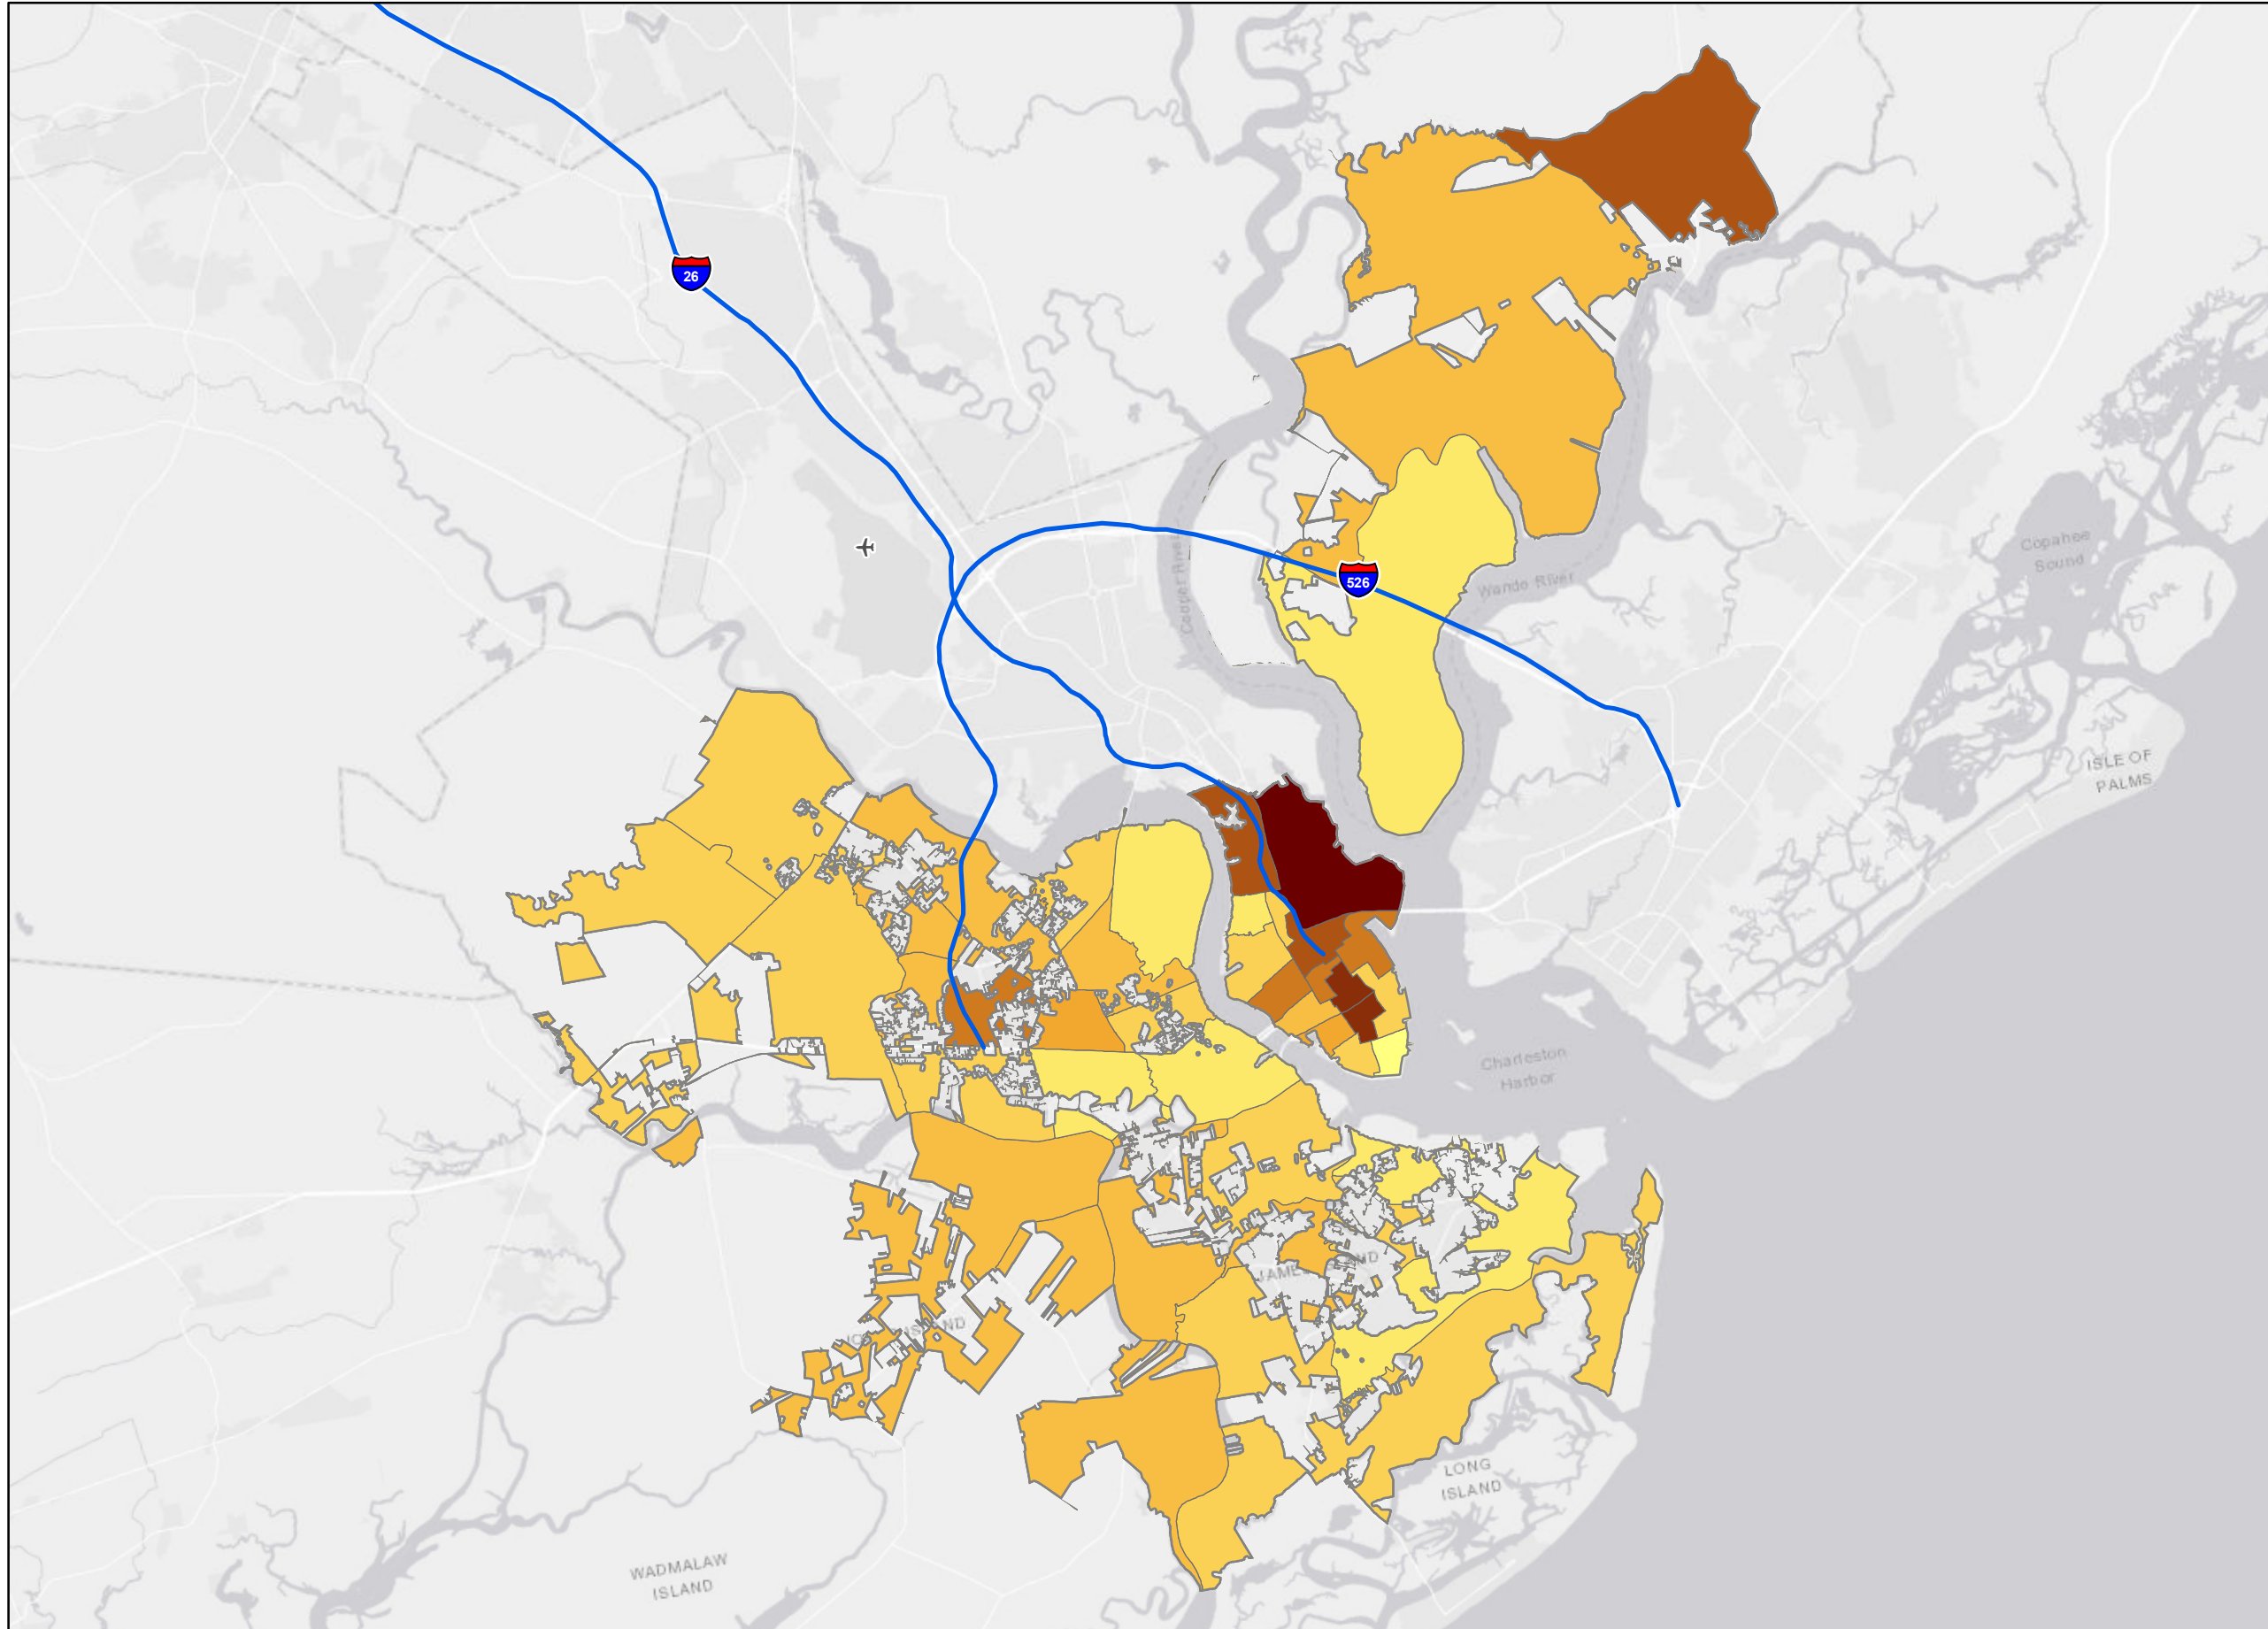 26
Copahee
Sound
526
Wando River
Cooper River
ISLE OF
PALMS
Charleston
Harbor
LONG
ISLAND
WADMALAW
ISLAND